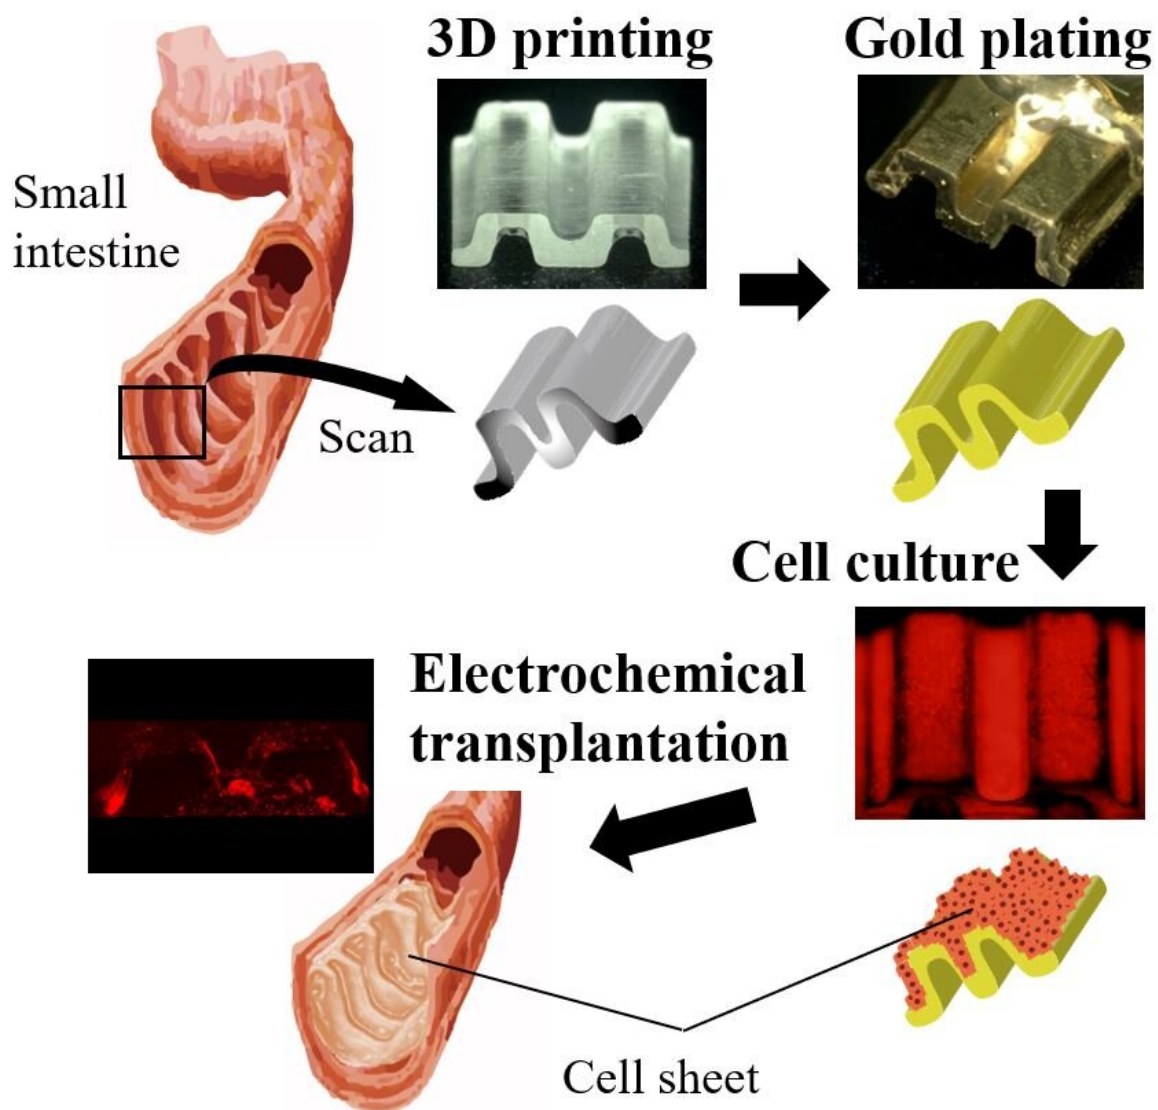 3D printing
Gold plating
Small
intestine
Scan
Cell culture
Electrochemical
transplantation
Cell sheet